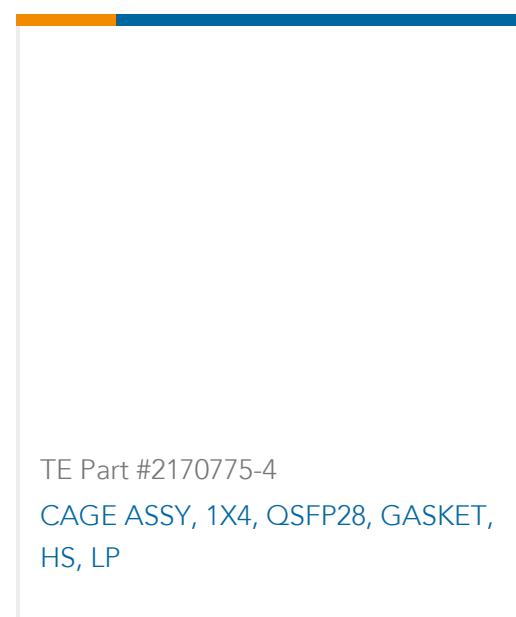 TE Part #2170775-4
CAGE ASSY, 1X4, QSFP28, GASKET,
HS, LP